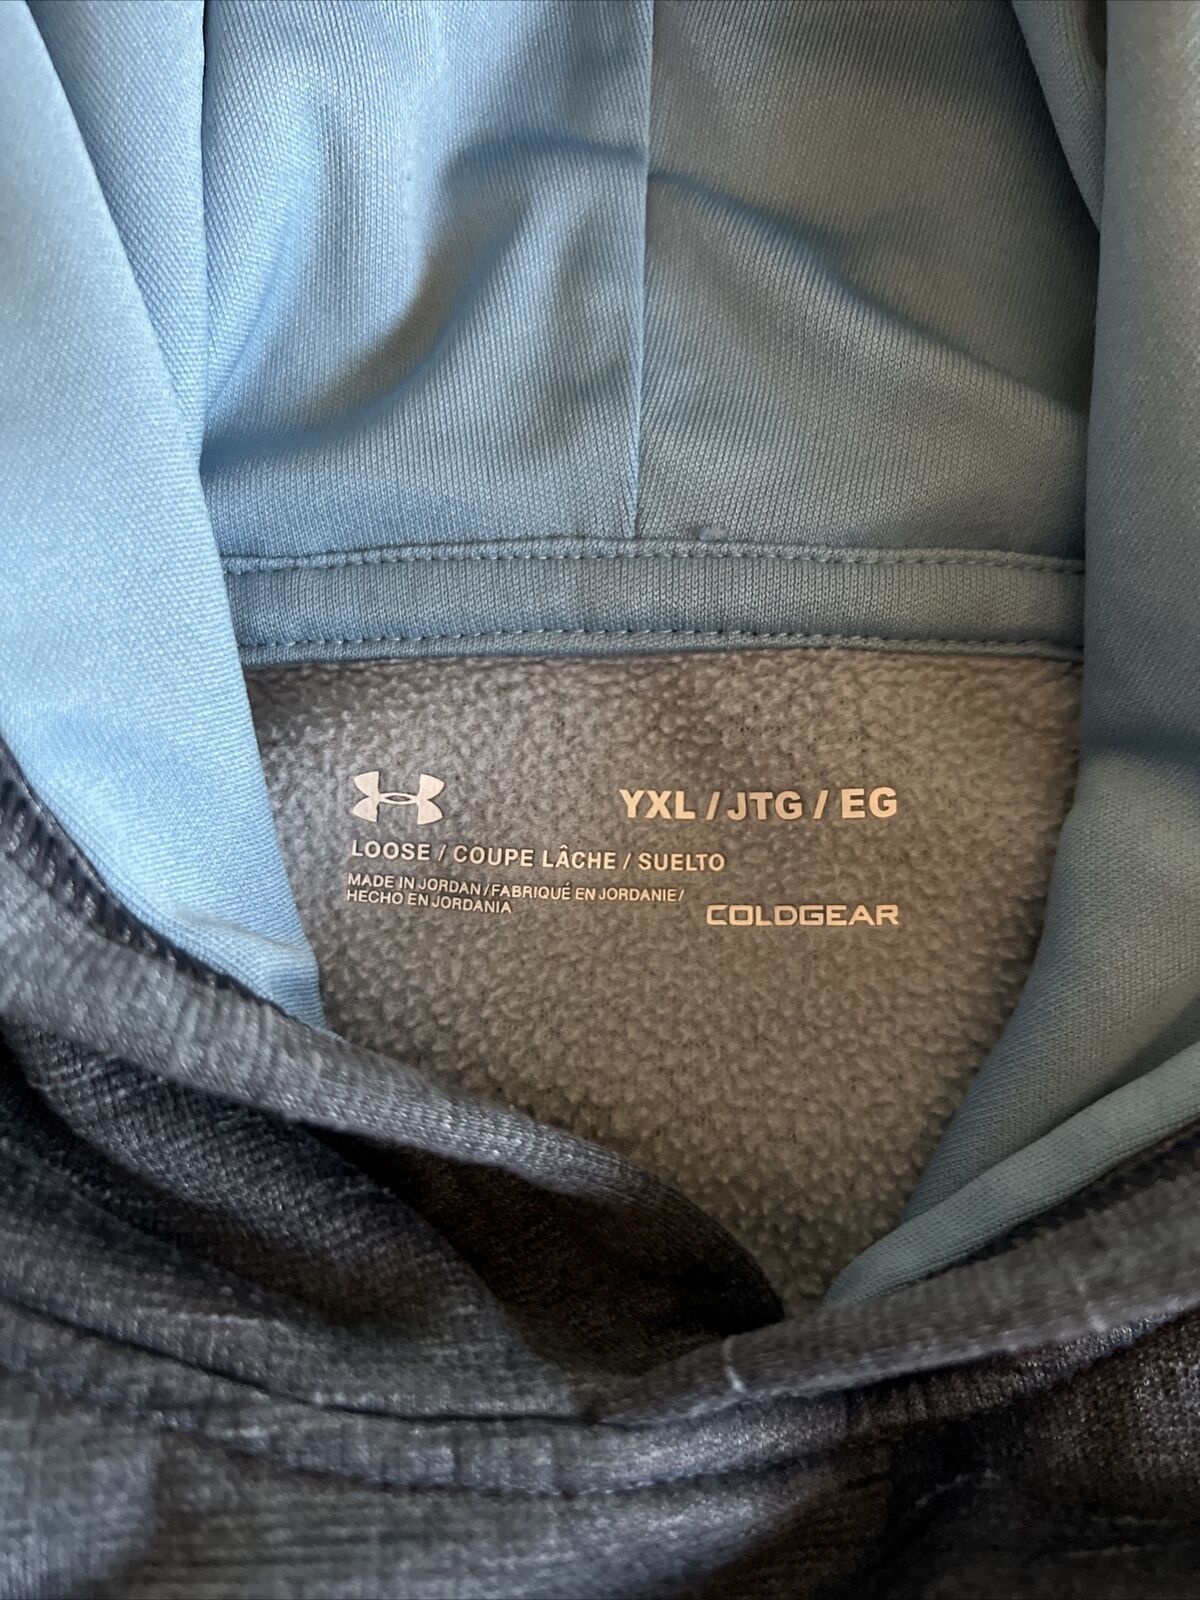 YXL / JTG / EG
LOOSE / COUPE LÂCHE / SUELTO
MADE IN JORDAN / FABRIQUÉ EN JORDANIE /
HECHO EN JORDANIA
COLDGEAR